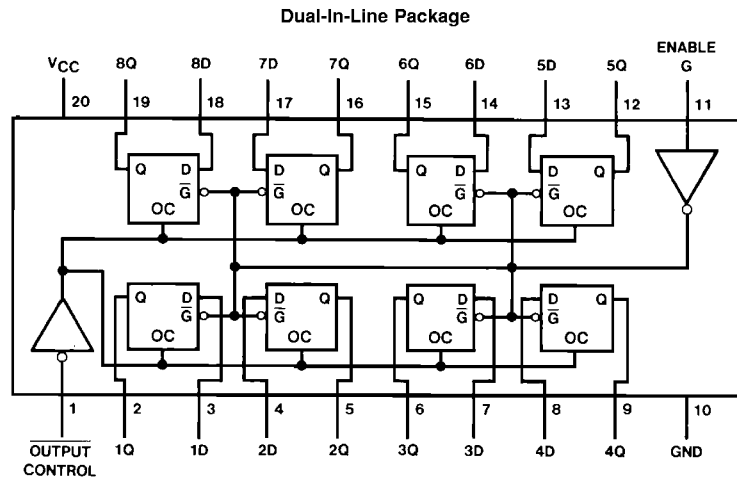 Dual-In-Line Package
VCC 8Q 8D 7D 7Q 6Q 6D 5D 5Q ENABLE G
20 19 18 17 16 15 14 13 12 11
Q D D Q Q D D Q
G̅ G̅ G̅ G̅
OC OC OC OC
Q D D Q Q D D Q
G̅ G̅ G̅ G̅
OC OC OC OC
1 2 3 4 5 6 7 8 9 10
OUTPUT CONTROL 1Q 1D 2D 2Q 3Q 3D 4D 4Q GND